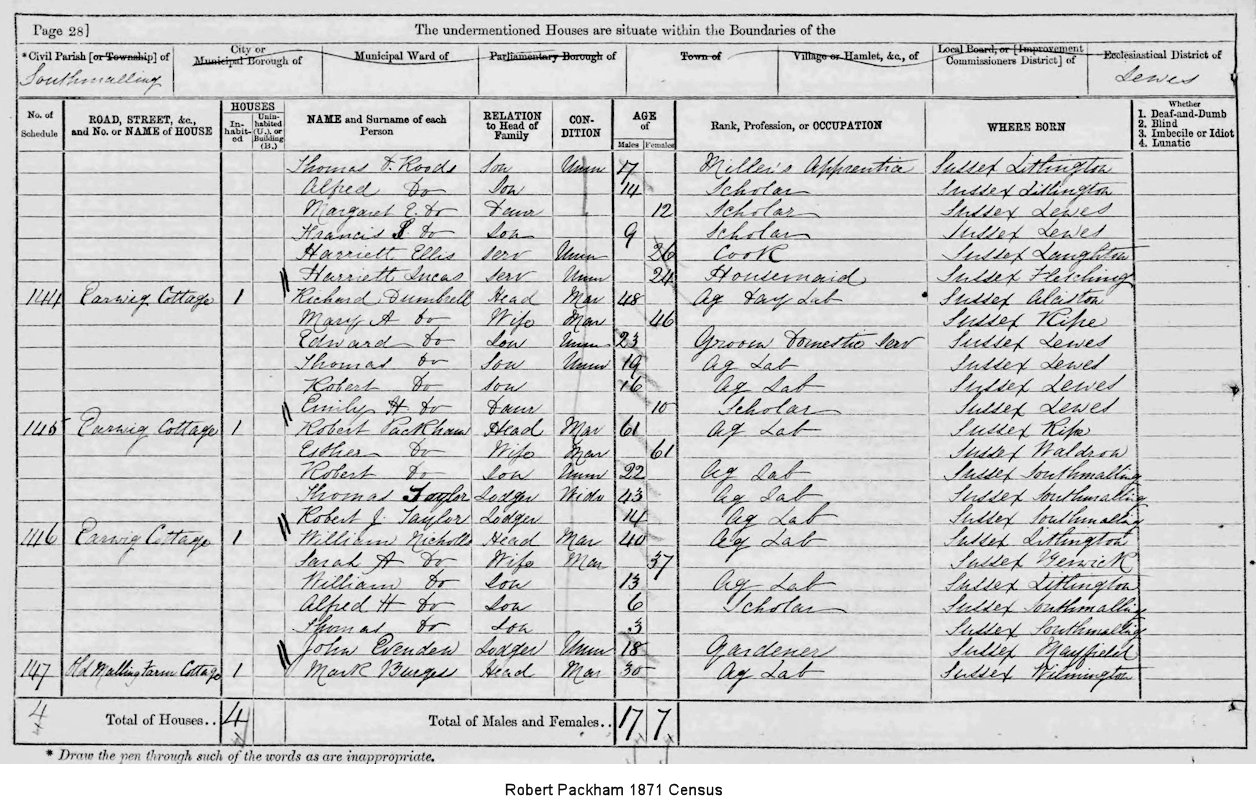 Page 28]
The undermentioned Houses are situate within the Boundaries of the
*Civil Parish [or Township] of City or Municipal Borough of Municipal Ward of Parliamentary Borough of Town of Village or Hamlet, &c., of Local Board, or [Improvement Commissioners District] of Ecclesiastical District of
Southmalling Lewes
No. of Schedule ROAD, STREET, &c., and No. or NAME of HOUSE HOUSES In-habit-ed Unin-habited (U.), or Building (B.) NAME and Surname of each Person RELATION to Head of Family CON-DITION AGE of Males Females Rank, Profession, or OCCUPATION WHERE BORN Whether 1. Deaf-and-Dumb 2. Blind 3. Imbecile or Idiot 4. Lunatic
Thomas Woods Son Unm 17 Miller's Apprentice Sussex Litlington
Alfred Do Son 14 Scholar Sussex Litlington
Margaret E. Do Daur 12 Scholar Sussex Lewes
Francis Do Son 9 Scholar Sussex Lewes
Harriett Ellis Serv Unm 26 Cook Sussex Laughton
Harriett Lucas Serv Unm 24 Housemaid Sussex Fletching
144 Earwig Cottage 1 Richard Dumbrell Head Mar 48 Ag Day Lab Sussex
Mary A Do Wife Mar 46 Sussex Ripe
Edward Do Son Unm 23 Groom Domestic Serv Sussex Lewes
Thomas Do Son Unm 19 Ag Lab Sussex Lewes
Robert Do Son 16 Ag Lab Sussex Lewes
Emily H Do Daur 10 Scholar Sussex Lewes
145 Earwig Cottage 1 Robert Packham Head Mar 61 Ag Lab Sussex Ripe
Esther Do Wife Mar 61 Sussex Waldron
Robert Do Son Unm 22 Ag Lab Sussex Southmalling
Thomas Taylor Lodger Wido 43 Ag Lab Sussex Southmalling
Robert J. Taylor Lodger 14 Ag Lab Sussex Southmalling
146 Earwig Cottage 1 William Nicholls Head Mar 40 Ag Lab Sussex Litlington
Sarah A Do Wife Mar 37 Sussex Berwick
William Do Son 13 Ag Lab Sussex Litlington
Alfred H Do Son 6 Scholar Sussex Southmalling
Thomas Do Son 3 Sussex Southmalling
John Evenden Lodger Unm 18 Gardener Sussex Mayfield
147 Old Malling Farm Cottage 1 Mark Burges Head Mar 30 Ag Lab Sussex Wilmington
4 Total of Houses.. 4 Total of Males and Females.. 17 7
* Draw the pen through such of the words as are inappropriate.
Robert Packham 1871 Census